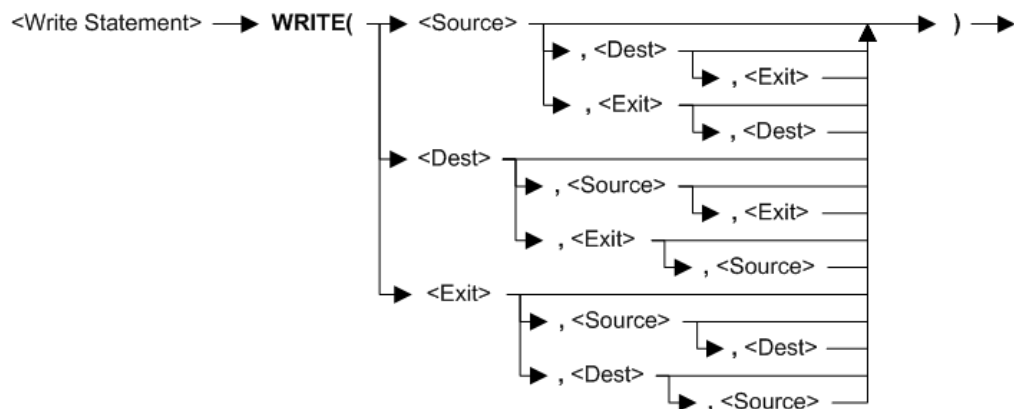 <Write Statement> WRITE( <Source> )
, <Dest>
, <Exit>
, <Exit>
, <Dest>
<Dest>
, <Source>
, <Exit>
, <Exit>
, <Source>
<Exit>
, <Source>
, <Dest>
, <Dest>
, <Source>